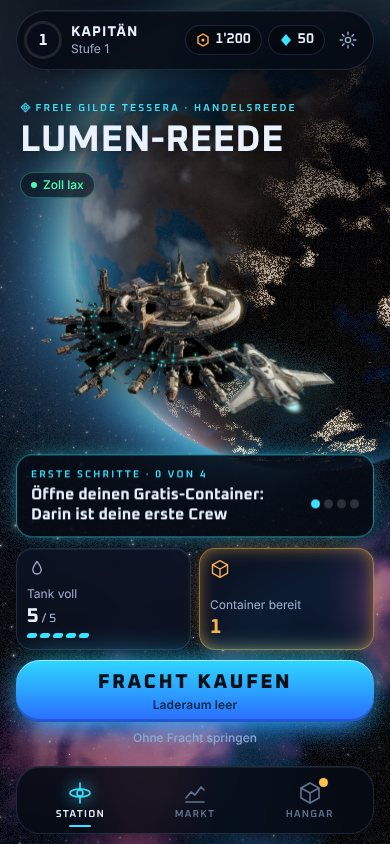 1
KAPITÄN
Stufe 1
1'200
50
FREIE GILDE TESSERA · HANDELSREEDE
LUMEN-REEDE
Zoll lax
ERSTE SCHRITTE · 0 VON 4
Öffne deinen Gratis-Container:
Darin ist deine erste Crew
Tank voll
5 / 5
Container bereit
1
FRACHT KAUFEN
Laderaum leer
Ohne Fracht springen
STATION
MARKT
HANGAR